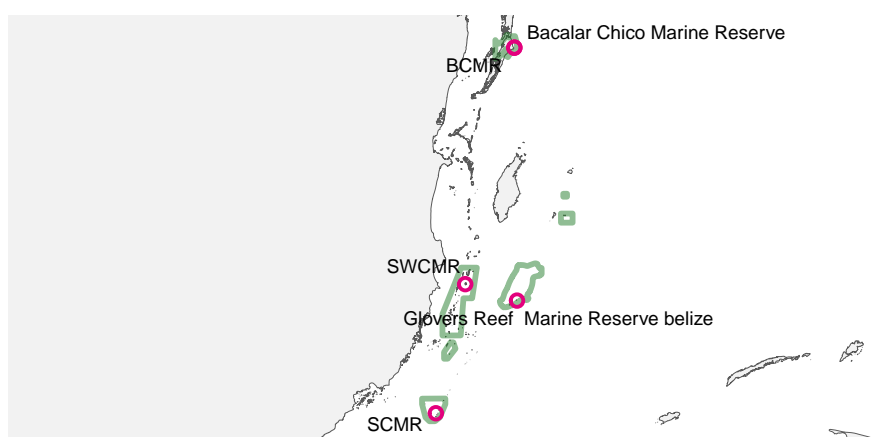 Bacalar Chico Marine Reserve
BCMR
SWCMR
Glovers Reef  Marine Reserve belize
SCMR